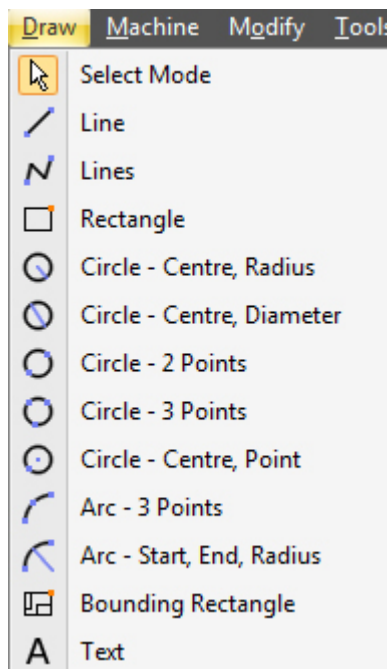 Draw Machine Modify Tools
Select Mode
Line
Lines
Rectangle
Circle - Centre, Radius
Circle - Centre, Diameter
Circle - 2 Points
Circle - 3 Points
Circle - Centre, Point
Arc - 3 Points
Arc - Start, End, Radius
Bounding Rectangle
A Text